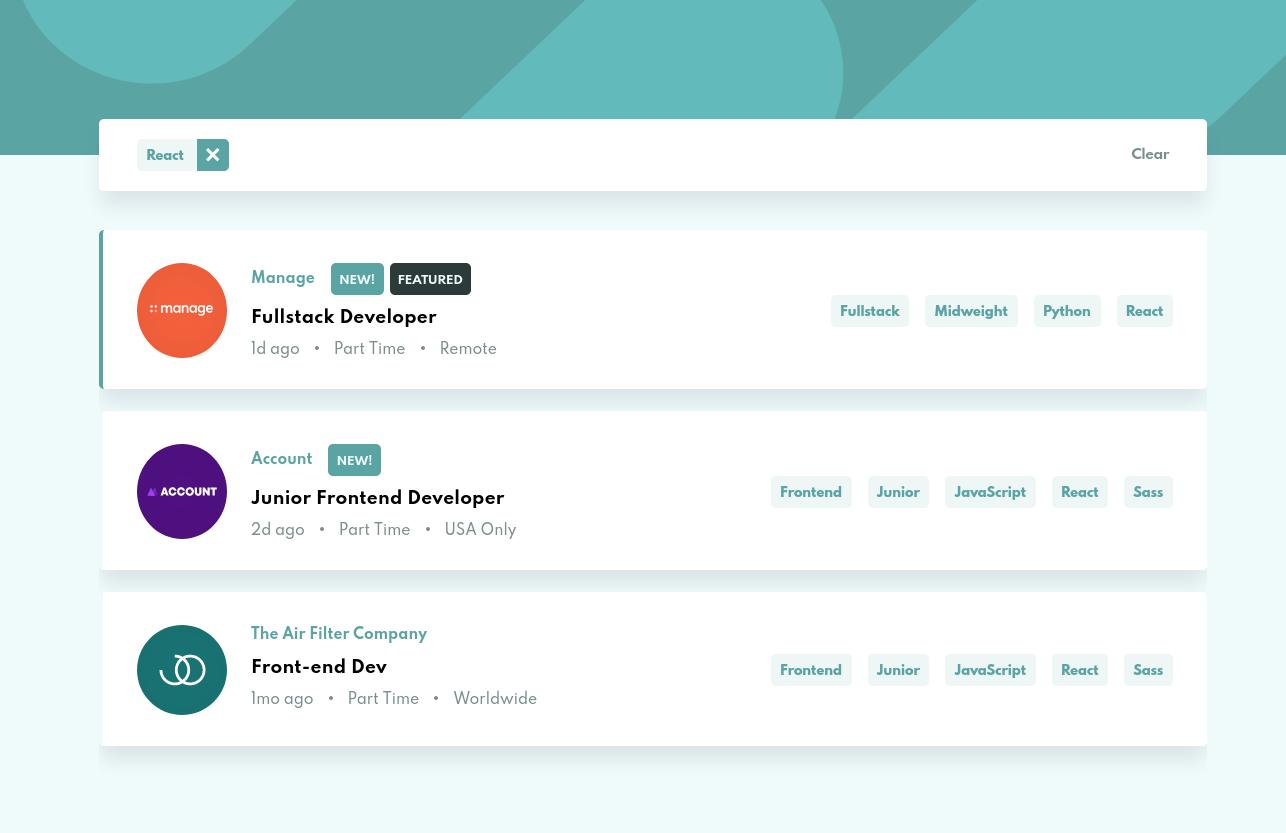 React
Clear
manage
Manage NEW! FEATURED
Fullstack Developer
1d ago • Part Time • Remote
Fullstack Midweight Python React
ACCOUNT
Account NEW!
Junior Frontend Developer
2d ago • Part Time • USA Only
Frontend Junior JavaScript React Sass
The Air Filter Company
Front-end Dev
1mo ago • Part Time • Worldwide
Frontend Junior JavaScript React Sass